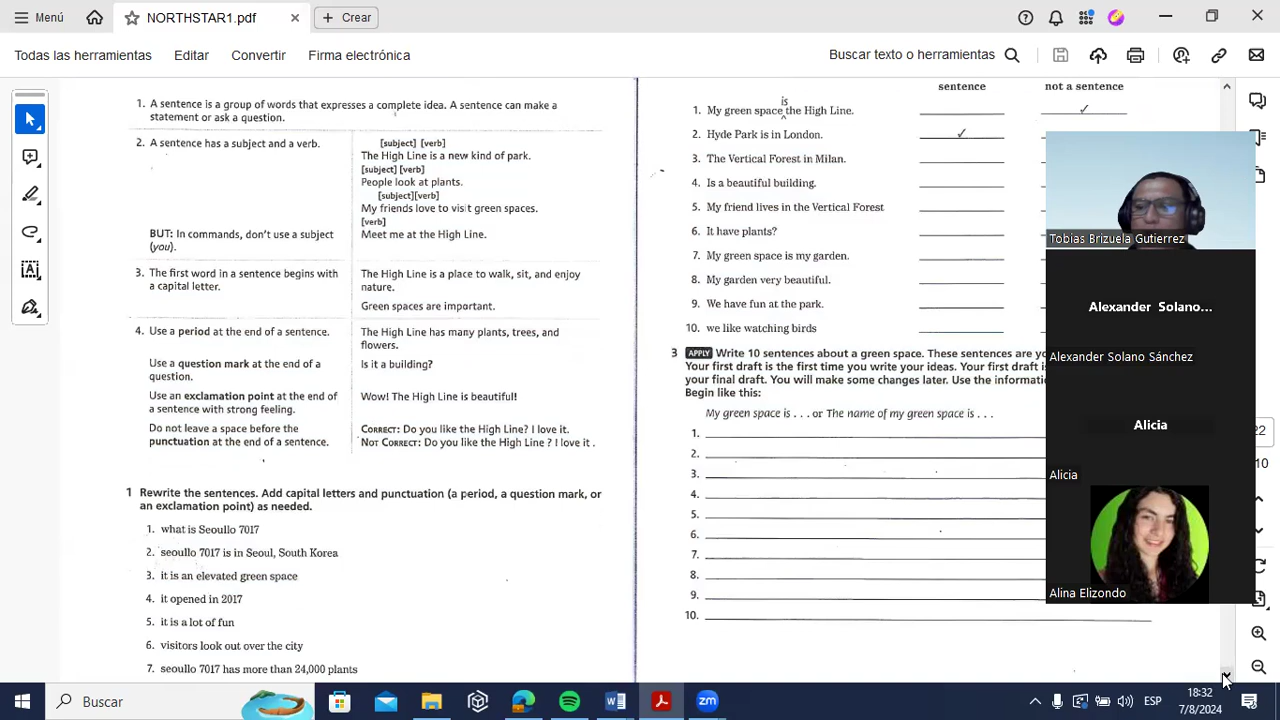 Menú
NORTHSTAR1.pdf
Crear
Todas las herramientas
Editar
Convertir
Firma electrónica
Buscar texto o herramientas
1. A sentence is a group of words that expresses a complete idea. A sentence can make a
statement or ask a question.
2. A sentence has a subject and a verb.
[subject] [verb]
The High Line is a new kind of park.
[subject] [verb]
People look at plants.
[subject][verb]
My friends love to visit green spaces.
BUT: In commands, don't use a subject
(you).
[verb]
Meet me at the High Line.
3. The first word in a sentence begins with
a capital letter.
The High Line is a place to walk, sit, and enjoy
nature.
Green spaces are important.
4. Use a period at the end of a sentence.
The High Line has many plants, trees, and
flowers.
Use a question mark at the end of a
question.
Is it a building?
Use an exclamation point at the end of
a sentence with strong feeling.
Wow! The High Line is beautiful!
Do not leave a space before the
punctuation at the end of a sentence.
CORRECT: Do you like the High Line? I love it.
NOT CORRECT: Do you like the High Line ? I love it .
1 Rewrite the sentences. Add capital letters and punctuation (a period, a question mark, or
an exclamation point) as needed.
1. what is Seoullo 7017
2. seoullo 7017 is in Seoul, South Korea
3. it is an elevated green space
4. it opened in 2017
5. it is a lot of fun
6. visitors look out over the city
7. seoullo 7017 has more than 24,000 plants
sentence
not a sentence
is
1. My green space ^ the High Line. ✓
2. Hyde Park is in London. ✓
3. The Vertical Forest in Milan.
4. Is a beautiful building.
5. My friend lives in the Vertical Forest
6. It have plants?
7. My green space is my garden.
8. My garden very beautiful.
9. We have fun at the park.
10. we like watching birds
3 APPLY Write 10 sentences about a green space. These sentences are yo
Your first draft is the first time you write your ideas. Your first draft is
your final draft. You will make some changes later. Use the informati
Begin like this:
My green space is . . . or The name of my green space is . . .
1.
2.
3.
4.
5.
6.
7.
8.
9.
10.
Tobias Brizuela Gutierrez
Alexander Solano...
Alexander Solano Sánchez
Alicia
Alicia
Alina Elizondo
22
10
Buscar
ESP
18:32
7/8/2024